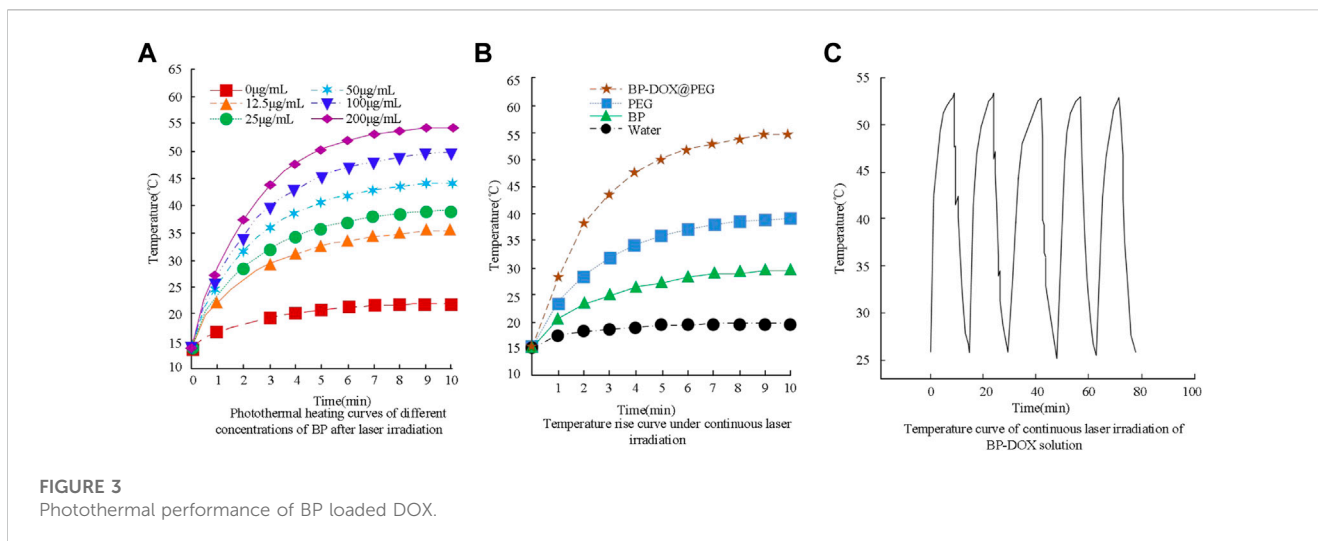 A
65
60
55
50
45
40
35
30
25
20
15
10
Temperature(℃)
0μg/mL
12.5μg/mL
25μg/mL
50μg/mL
100μg/mL
200μg/mL
0 1 2 3 4 5 6 7 8 9 10
Time(min)
Photothermal heating curves of different
concentrations of BP after laser irradiation
B
65
60
55
50
45
40
35
30
25
20
15
10
Temperature(℃)
BP-DOX@PEG
PEG
BP
Water
1 2 3 4 5 6 7 8 9 10
Time(min)
Temperature rise curve under continuous laser
irradiation
C
55
50
45
40
35
30
25
Temperature(℃)
0 20 40 60 80 100
Time(min)
Temperature curve of continuous laser irradiation of
BP-DOX solution
FIGURE 3
Photothermal performance of BP loaded DOX.